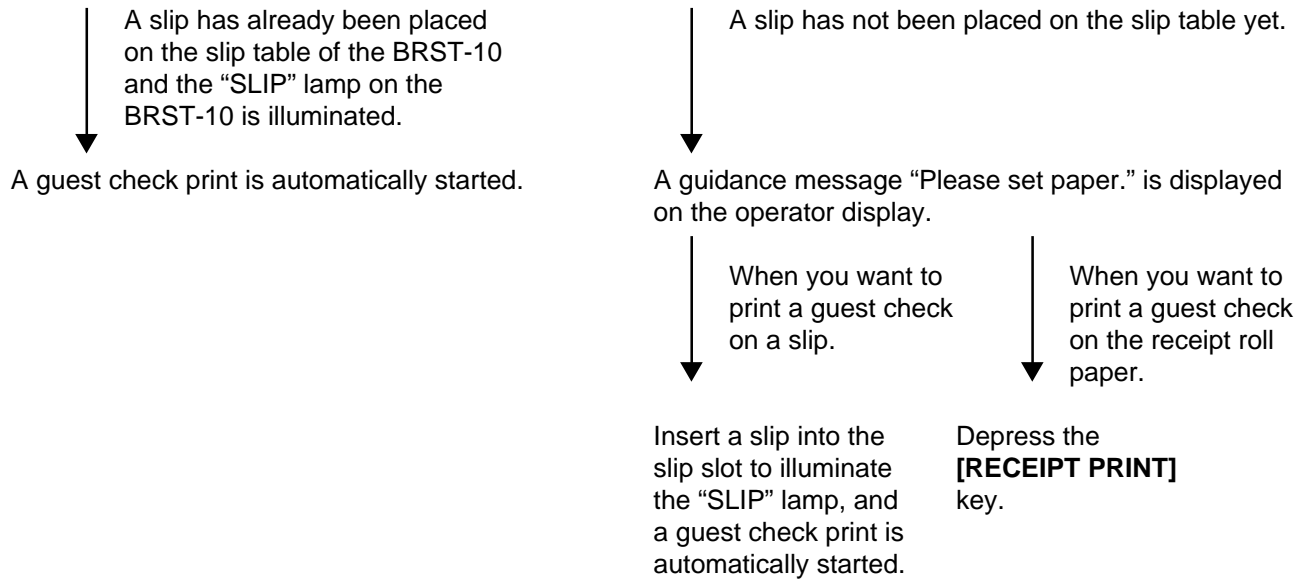 A slip has already been placed
on the slip table of the BRST-10
and the “SLIP” lamp on the
BRST-10 is illuminated.
A guest check print is automatically started.
A slip has not been placed on the slip table yet.
A guidance message “Please set paper.” is displayed
on the operator display.
When you want to
print a guest check
on a slip.
Insert a slip into the
slip slot to illuminate
the “SLIP” lamp, and
a guest check print is
automatically started.
When you want to
print a guest check
on the receipt roll
paper.
Depress the
[RECEIPT PRINT]
key.